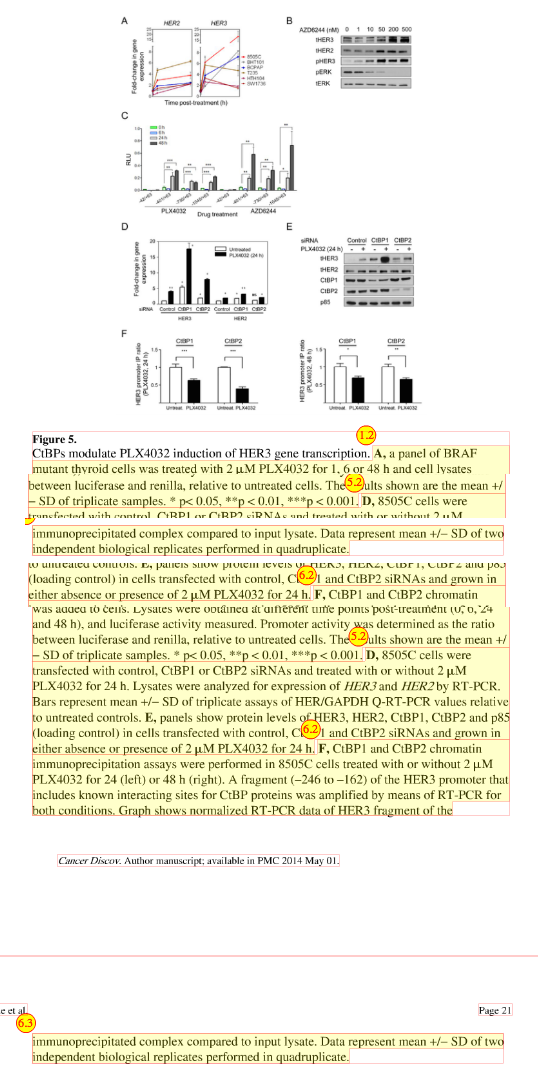 A
HER2
HER3
Fold-change in gene expression
8505C
BHT101
BCPAP
T235
HTH104
SW1736
Time post-treatment (h)
B
AZD6244 (nM) 0 1 10 50 200 500
tHER3
tHER2
pHER3
pERK
tERK
C
RLU
0 h
6 h
24 h
48 h
PLX4032
Drug treatment
AZD6244
D
Fold-change in gene expression
Untreated
PLX4032 (24 h)
siRNA Control CtBP1 CtBP2 Control CtBP1 CtBP2
HER3 HER2
E
siRNA Control CtBP1 CtBP2
PLX4032 (24 h) - + - + - +
tHER3
tHER2
CtBP1
CtBP2
p85
F
CtBP1 CtBP2
HER3 promoter IP ratio (PLX4032, 24 h)
Untreat. PLX4032 Untreat. PLX4032
CtBP1 CtBP2
HER3 promoter IP ratio (PLX4032, 48 h)
Untreat. PLX4032 Untreat. PLX4032
Figure 5.
1.2
CtBPs modulate PLX4032 induction of HER3 gene transcription. A, a panel of BRAF
mutant thyroid cells was treated with 2 μM PLX4032 for 1, 6 or 48 h and cell lysates
between luciferase and renilla, relative to untreated cells. The 5.2 ults shown are the mean +/
− SD of triplicate samples. * p< 0.05, **p < 0.01, ***p < 0.001. D, 8505C cells were
transfected with control, CtBP1 or CtBP2 siRNAs and treated with or without 2 μM
immunoprecipitated complex compared to input lysate. Data represent mean +/− SD of two
independent biological replicates performed in quadruplicate.
to untreated controls. E, panels show protein levels of HER3, HER2, CtBP1, CtBP2 and p85
(loading control) in cells transfected with control, C 6.2 1 and CtBP2 siRNAs and grown in
either absence or presence of 2 μM PLX4032 for 24 h. F, CtBP1 and CtBP2 chromatin
was added to cells. Lysates were obtained at different time points post-treatment (0, 6, 24
and 48 h), and luciferase activity measured. Promoter activity was determined as the ratio
between luciferase and renilla, relative to untreated cells. The 5.2 ults shown are the mean +/
− SD of triplicate samples. * p< 0.05, **p < 0.01, ***p < 0.001. D, 8505C cells were
transfected with control, CtBP1 or CtBP2 siRNAs and treated with or without 2 μM
PLX4032 for 24 h. Lysates were analyzed for expression of HER3 and HER2 by RT-PCR.
Bars represent mean +/− SD of triplicate assays of HER/GAPDH Q-RT-PCR values relative
to untreated controls. E, panels show protein levels of HER3, HER2, CtBP1, CtBP2 and p85
(loading control) in cells transfected with control, C 6.2 1 and CtBP2 siRNAs and grown in
either absence or presence of 2 μM PLX4032 for 24 h. F, CtBP1 and CtBP2 chromatin
immunoprecipitation assays were performed in 8505C cells treated with or without 2 μM
PLX4032 for 24 (left) or 48 h (right). A fragment (−246 to −162) of the HER3 promoter that
includes known interacting sites for CtBP proteins was amplified by means of RT-PCR for
both conditions. Graph shows normalized RT-PCR data of HER3 fragment of the
Cancer Discov. Author manuscript; available in PMC 2014 May 01.
e et al. Page 21
6.3
immunoprecipitated complex compared to input lysate. Data represent mean +/− SD of two
independent biological replicates performed in quadruplicate.